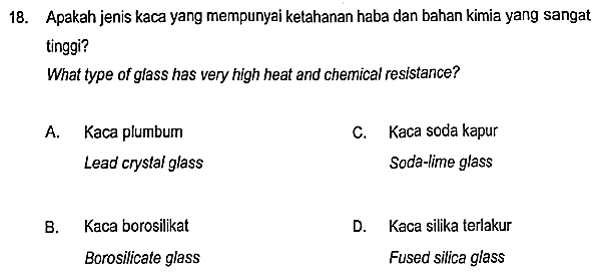 18. Apakah jenis kaca yang mempunyai ketahanan haba dan bahan kimia yang sangat
tinggi?
What type of glass has very high heat and chemical resistance?
A. Kaca plumbum
Lead crystal glass
B. Kaca borosilikat
Borosilicate glass
C. Kaca soda kapur
Soda-lime glass
D. Kaca silika terlakur
Fused silica glass